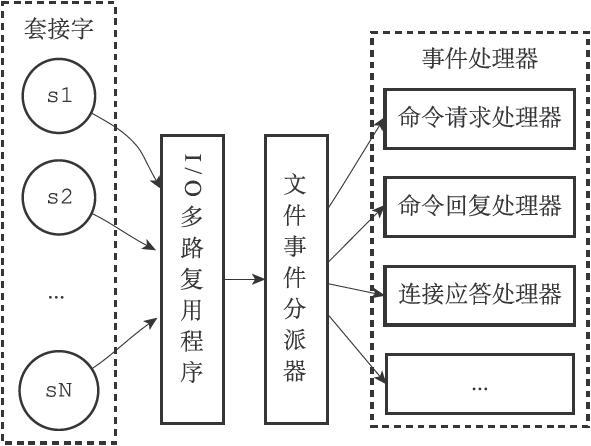 套接字
s1
s2
...
sN
I/O多路复用程序
文件事件分派器
事件处理器
命令请求处理器
命令回复处理器
连接应答处理器
...